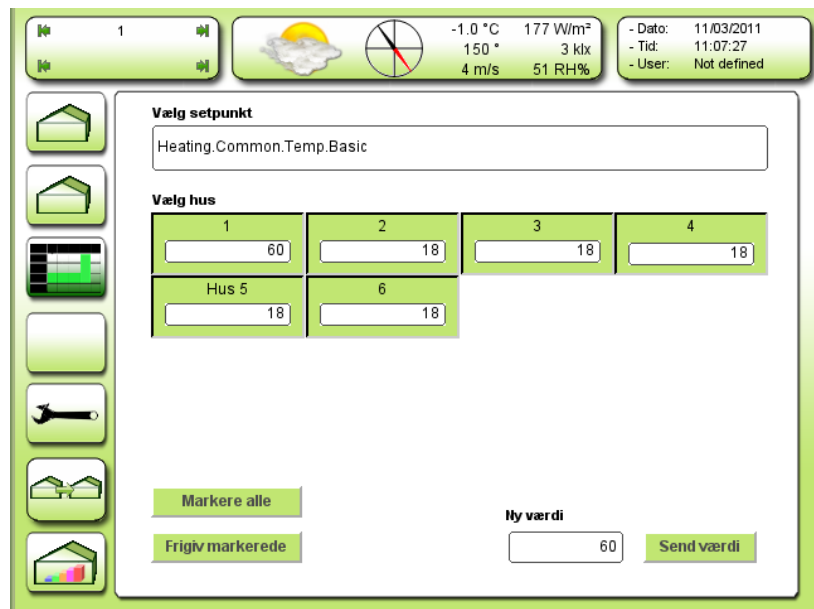 1
-1.0 °C 177 W/m²
150 ° 3 klx
4 m/s 51 RH%
- Dato: 11/03/2011
- Tid: 11:07:27
- User: Not defined
Vælg setpunkt
Heating.Common.Temp.Basic
Vælg hus
1 2 3 4
60 18 18 18
Hus 5 6
18 18
Markere alle
Ny værdi
Frigiv markerede 60 Send værdi